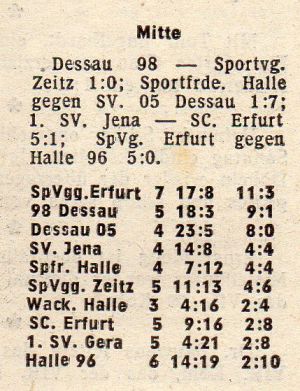 Mitte
Dessau 98 — Sportvg.
Zeitz 1:0; Sportfrde. Halle
gegen SV. 05 Dessau 1:7;
1. SV. Jena — SC. Erfurt
5:1; SpVg. Erfurt gegen
Halle 96 5:0.
SpVgg.Erfurt 7 17:8 11:3
98 Dessau 5 18:3 9:1
Dessau 05 4 23:5 8:0
SV. Jena 4 14:8 4:4
Spfr. Halle 4 7:12 4:4
SpVgg. Zeitz 5 11:13 4:6
Wack. Halle 3 4:16 2:4
SC. Erfurt 5 9:16 2:8
1. SV. Gera 5 4:21 2:8
Halle 96 6 14:19 2:10